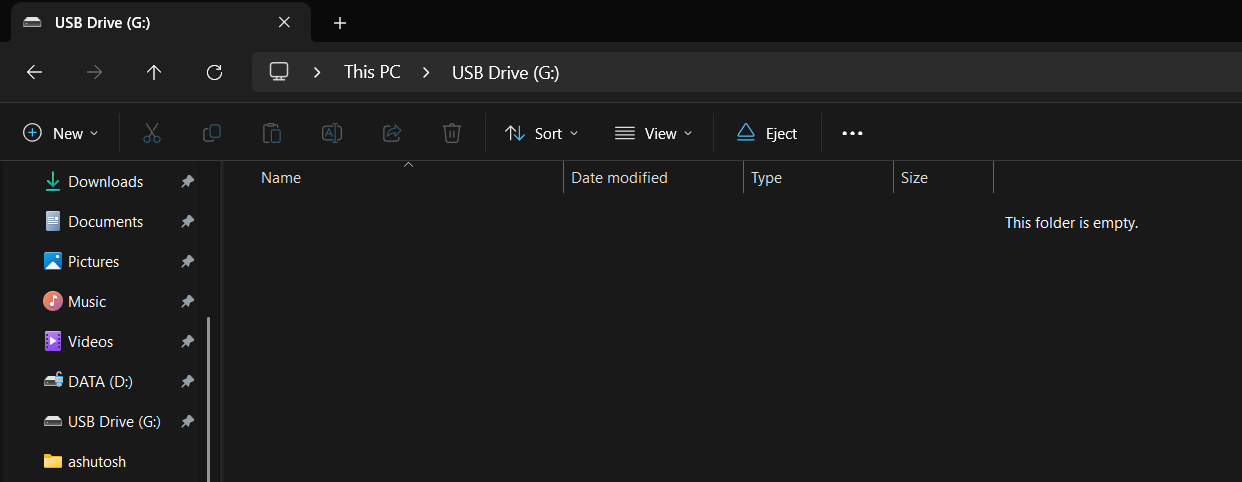 USB Drive (G:)
This PC > USB Drive (G:)
New Sort View Eject
Name Date modified Type Size
This folder is empty.
Downloads
Documents
Pictures
Music
Videos
DATA (D:)
USB Drive (G:)
ashutosh